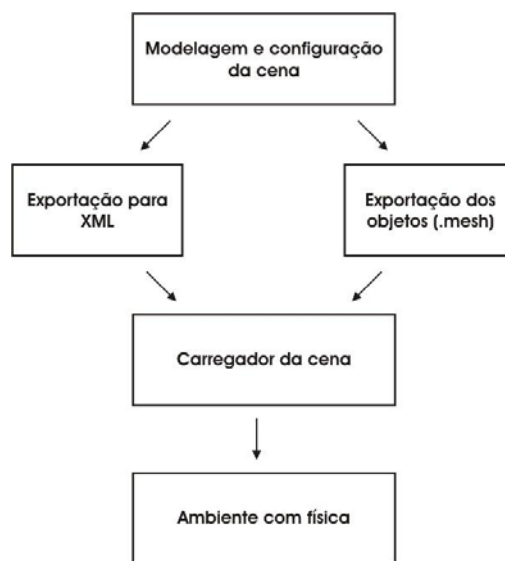 Modelagem e configuração
da cena
Exportação para
XML
Exportação dos
objetos (.mesh)
Carregador da cena
Ambiente com física